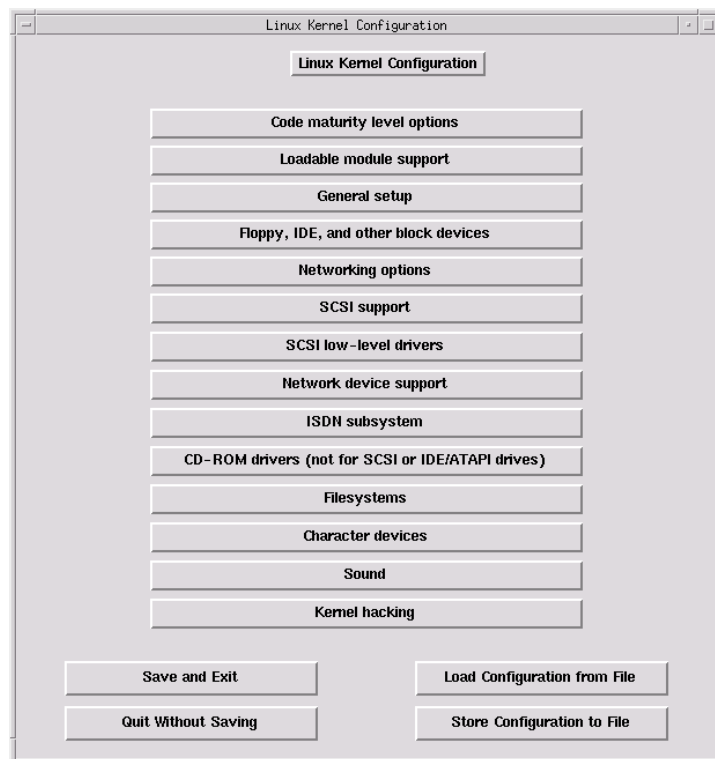 Linux Kernel Configuration
Linux Kernel Configuration
Code maturity level options
Loadable module support
General setup
Floppy, IDE, and other block devices
Networking options
SCSI support
SCSI low-level drivers
Network device support
ISDN subsystem
CD-ROM drivers (not for SCSI or IDE/ATAPI drives)
Filesystems
Character devices
Sound
Kernel hacking
Save and Exit
Load Configuration from File
Quit Without Saving
Store Configuration to File